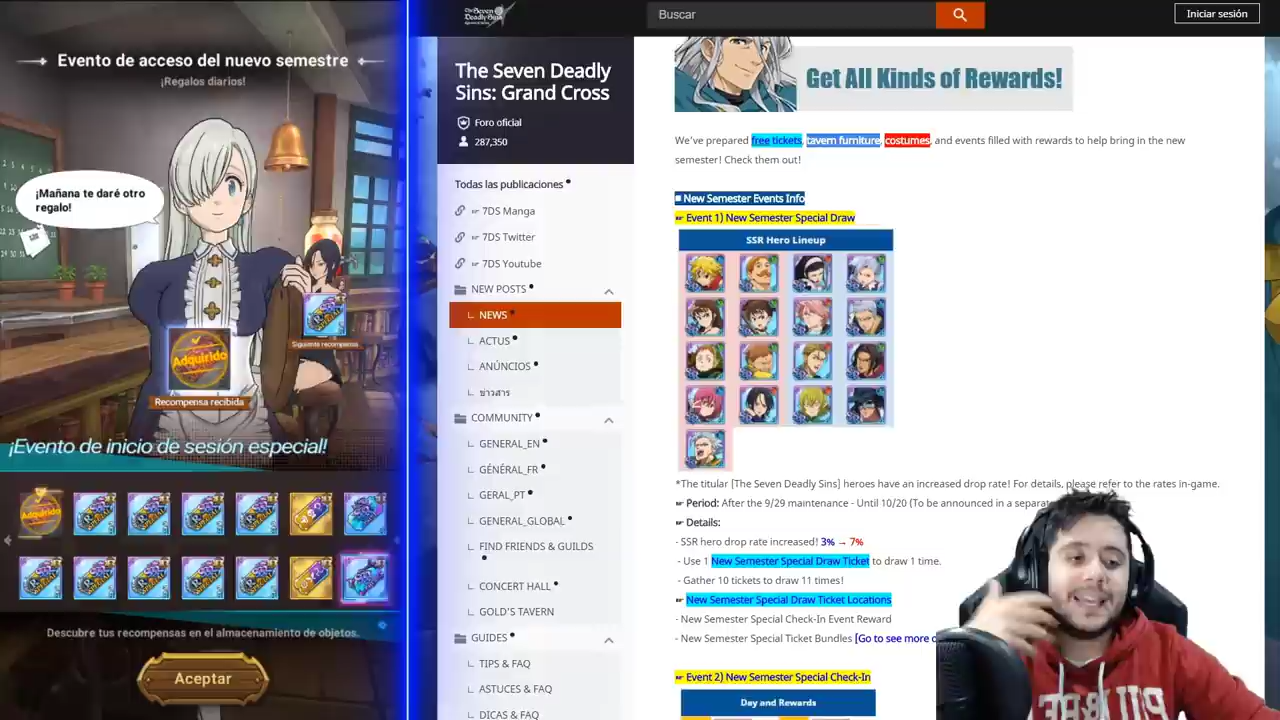 Evento de acceso del nuevo semestre
¡Regalos diarios!
¡Mañana te daré otro
regalo!
Adquirido
Siguiente recompensa
Recompensa recibida
¡Evento de inicio de sesión especial!
Adquirido
Descubre tus recompensas en el almacenamiento de objetos.
Aceptar
The Seven
Deadly Sins
Buscar
Iniciar sesión
The Seven Deadly
Sins: Grand Cross
Foro oficial
287,350
Todas las publicaciones
☞ 7DS Manga
☞ 7DS Twitter
☞ 7DS Youtube
NEW POSTS
NEWS
ACTUS
ANÚNCIOS
ข่าวสาร
COMMUNITY
GENERAL_EN
GÉNÉRAL_FR
GERAL_PT
GENERAL_GLOBAL
FIND FRIENDS & GUILDS
CONCERT HALL
GOLD'S TAVERN
GUIDES
TIPS & FAQ
ASTUCES & FAQ
DICAS & FAQ
Get All Kinds of Rewards!
We've prepared free tickets, tavern furniture, costumes, and events filled with rewards to help bring in the new
semester! Check them out!
■ New Semester Events Info
☞ Event 1) New Semester Special Draw
SSR Hero Lineup
*The titular [The Seven Deadly Sins] heroes have an increased drop rate! For details, please refer to the rates in-game.
☞ Period: After the 9/29 maintenance - Until 10/20 (To be announced in a separat
☞ Details:
- SSR hero drop rate increased! 3% → 7%
- Use 1 New Semester Special Draw Ticket to draw 1 time.
- Gather 10 tickets to draw 11 times!
☞ New Semester Special Draw Ticket Locations
- New Semester Special Check-In Event Reward
- New Semester Special Ticket Bundles [Go to see more
☞ Event 2) New Semester Special Check-In
Day and Rewards